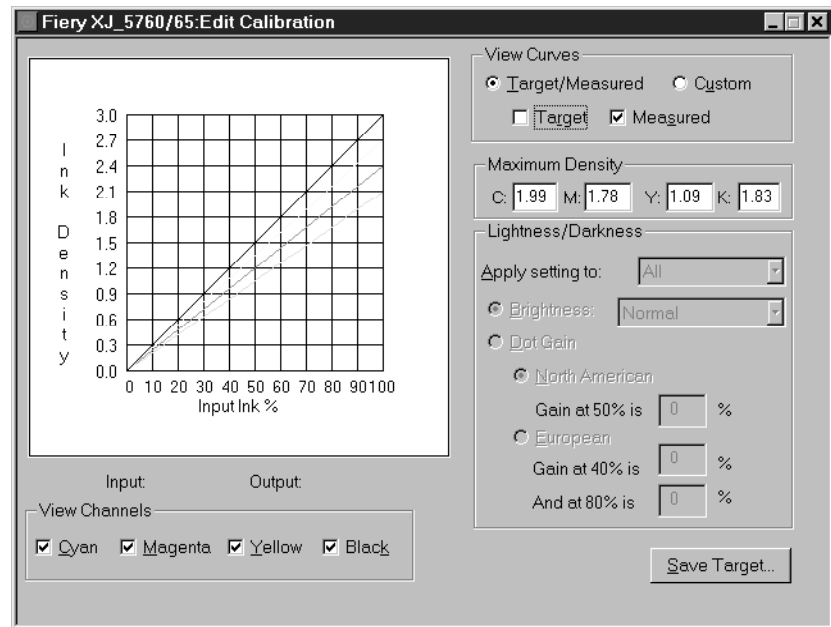 Fiery XJ_5760/65:Edit Calibration
3.0
2.7
2.4
2.1
1.8
1.5
1.2
0.9
0.6
0.3
0.0
Ink Density
0 10 20 30 40 50 60 70 80 90 100
Input Ink %
Input: Output:
View Channels
Cyan Magenta Yellow Black
View Curves
Target/Measured Custom
Target Measured
Maximum Density
C: 1.99 M: 1.78 Y: 1.09 K: 1.83
Lightness/Darkness
Apply setting to: All
Brightness: Normal
Dot Gain
North American
Gain at 50% is 0 %
European
Gain at 40% is 0 %
And at 80% is 0 %
Save Target...